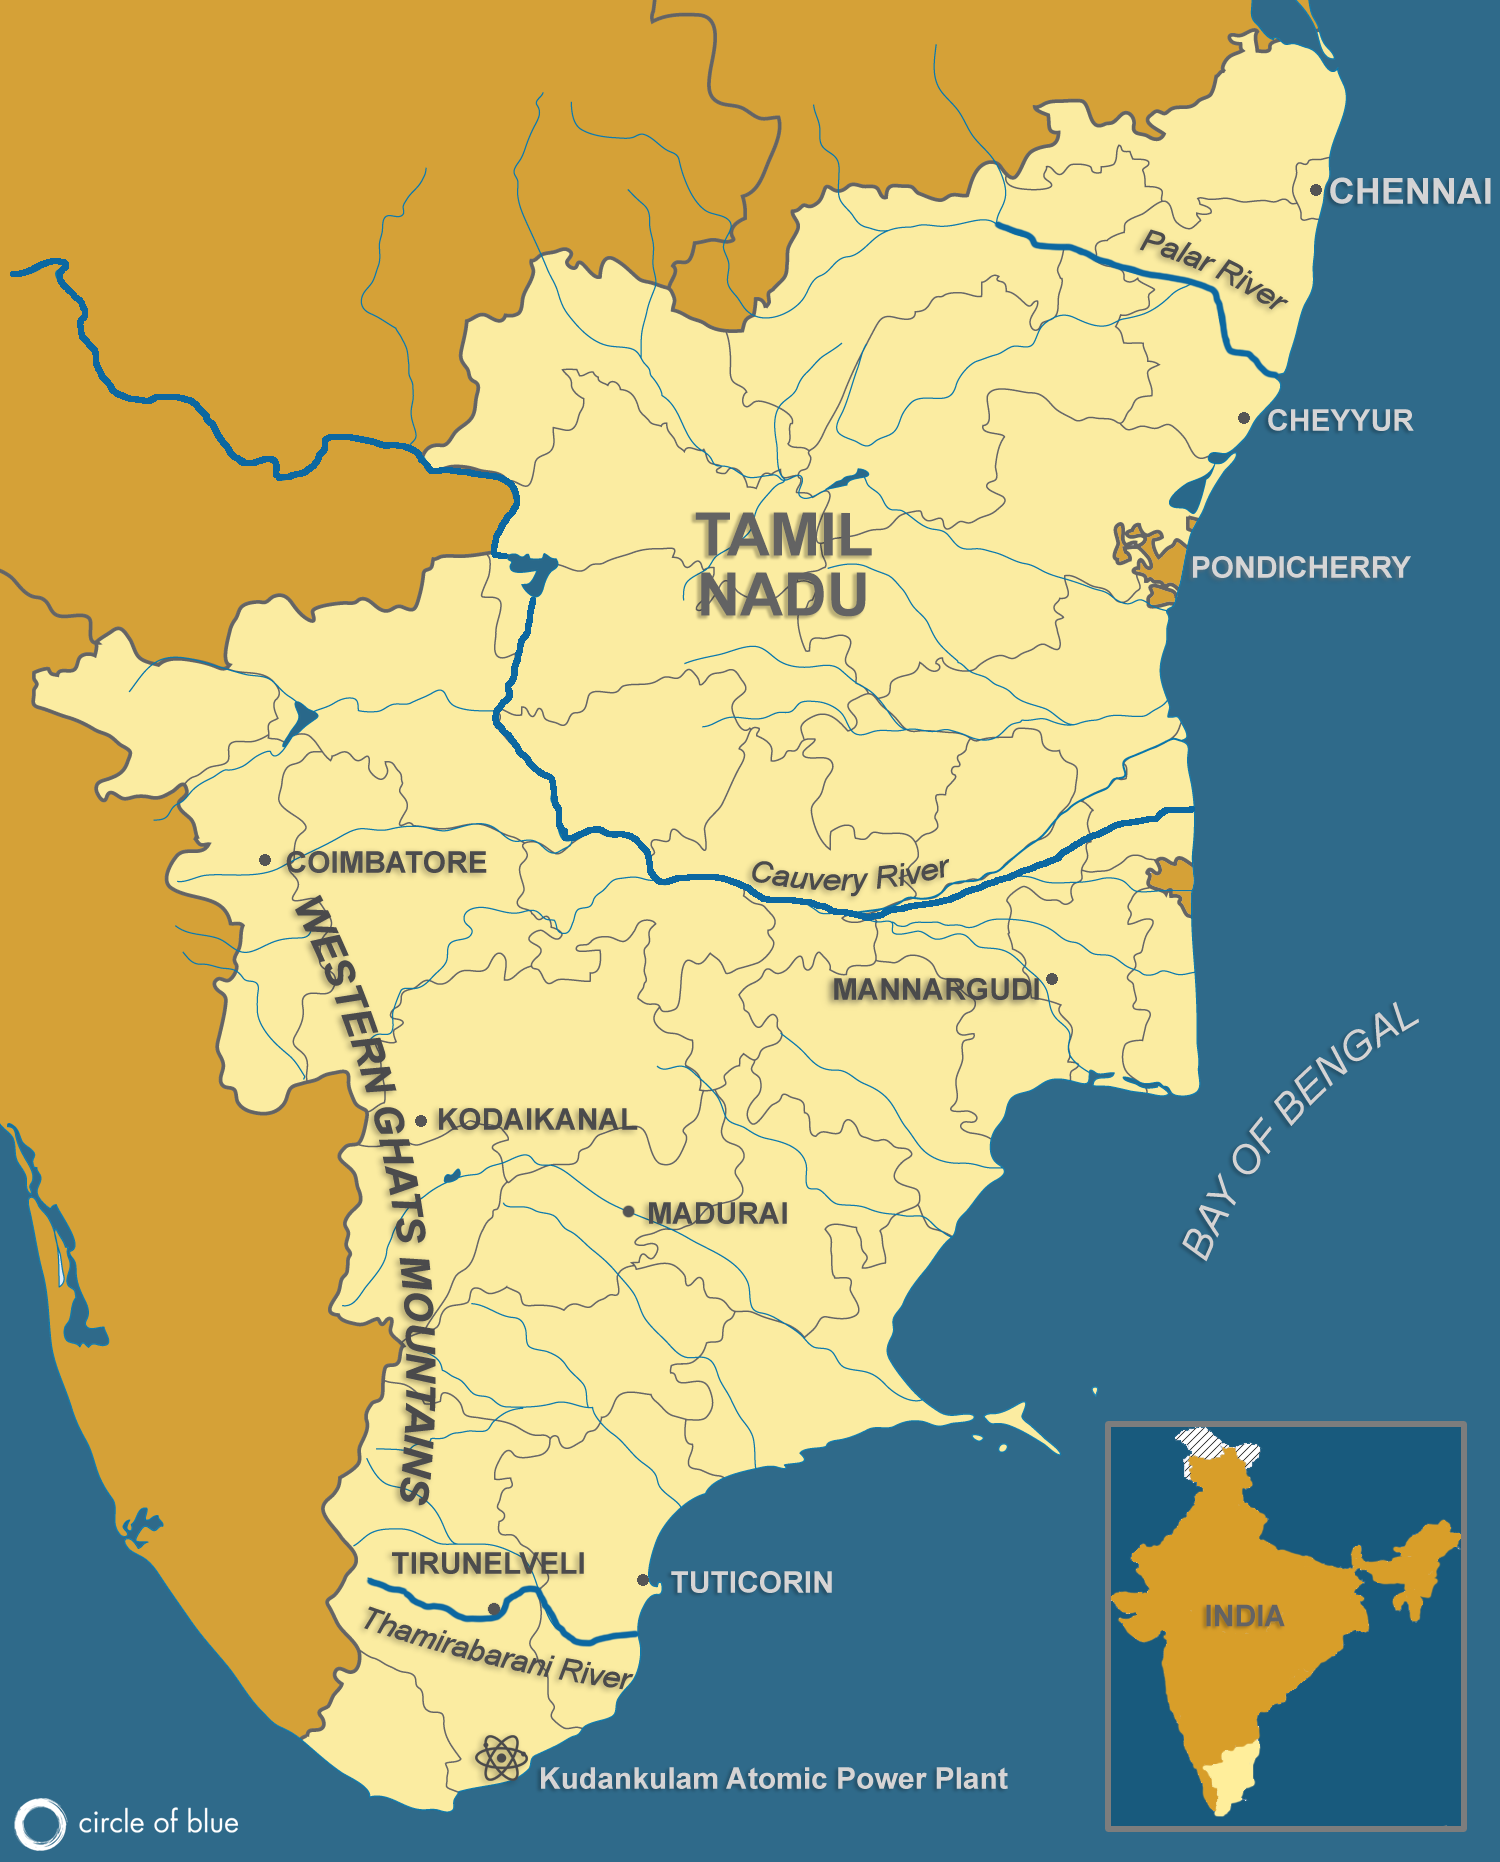 CHENNAI
Palar River
CHEYYUR
TAMIL
NADU
PONDICHERRY
COIMBATORE
Cauvery River
WESTERN GHATS MOUNTAINS
MANNARGUDI
BAY OF BENGAL
KODAIKANAL
MADURAI
TIRUNELVELI
TUTICORIN
Thamirabarani River
INDIA
Kudankulam Atomic Power Plant
circle of blue